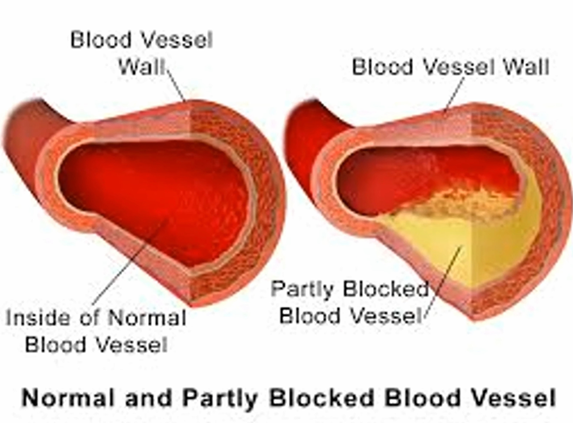 Blood Vessel
Wall
Blood Vessel Wall
Inside of Normal
Blood Vessel
Partly Blocked
Blood Vessel
Normal and Partly Blocked Blood Vessel